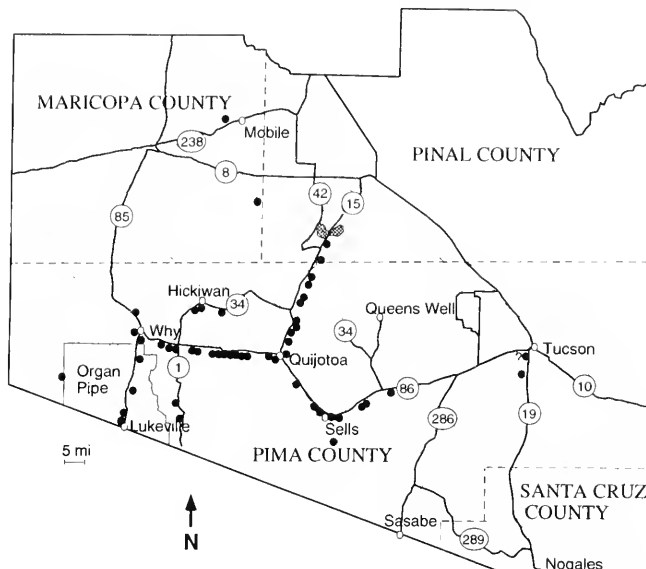 MARICOPA COUNTY
Mobile
238
PINAL COUNTY
8
42
15
85
Hickiwan
34
Queens Well
34
Why
Quijotoa
Tucson
Organ
Pipe
1
86
10
286
19
Lukeville
Sells
5 mi
PIMA COUNTY
SANTA CRUZ
COUNTY
N
Sasabe
289
Nogales
?